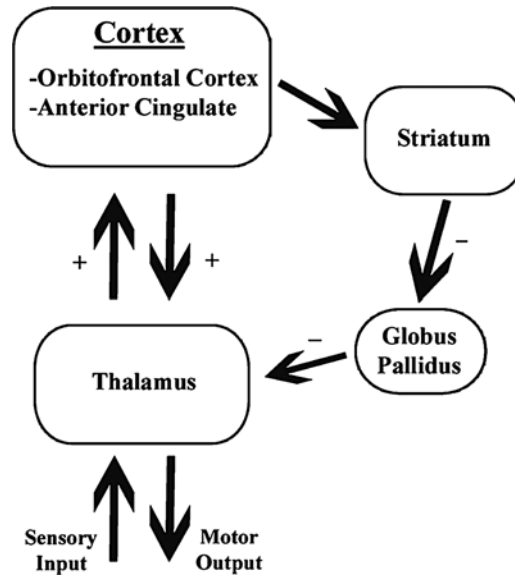 Cortex
-Orbitofrontal Cortex
-Anterior Cingulate
Striatum
+
+
–
Globus
Pallidus
–
Thalamus
Sensory
Input
Motor
Output